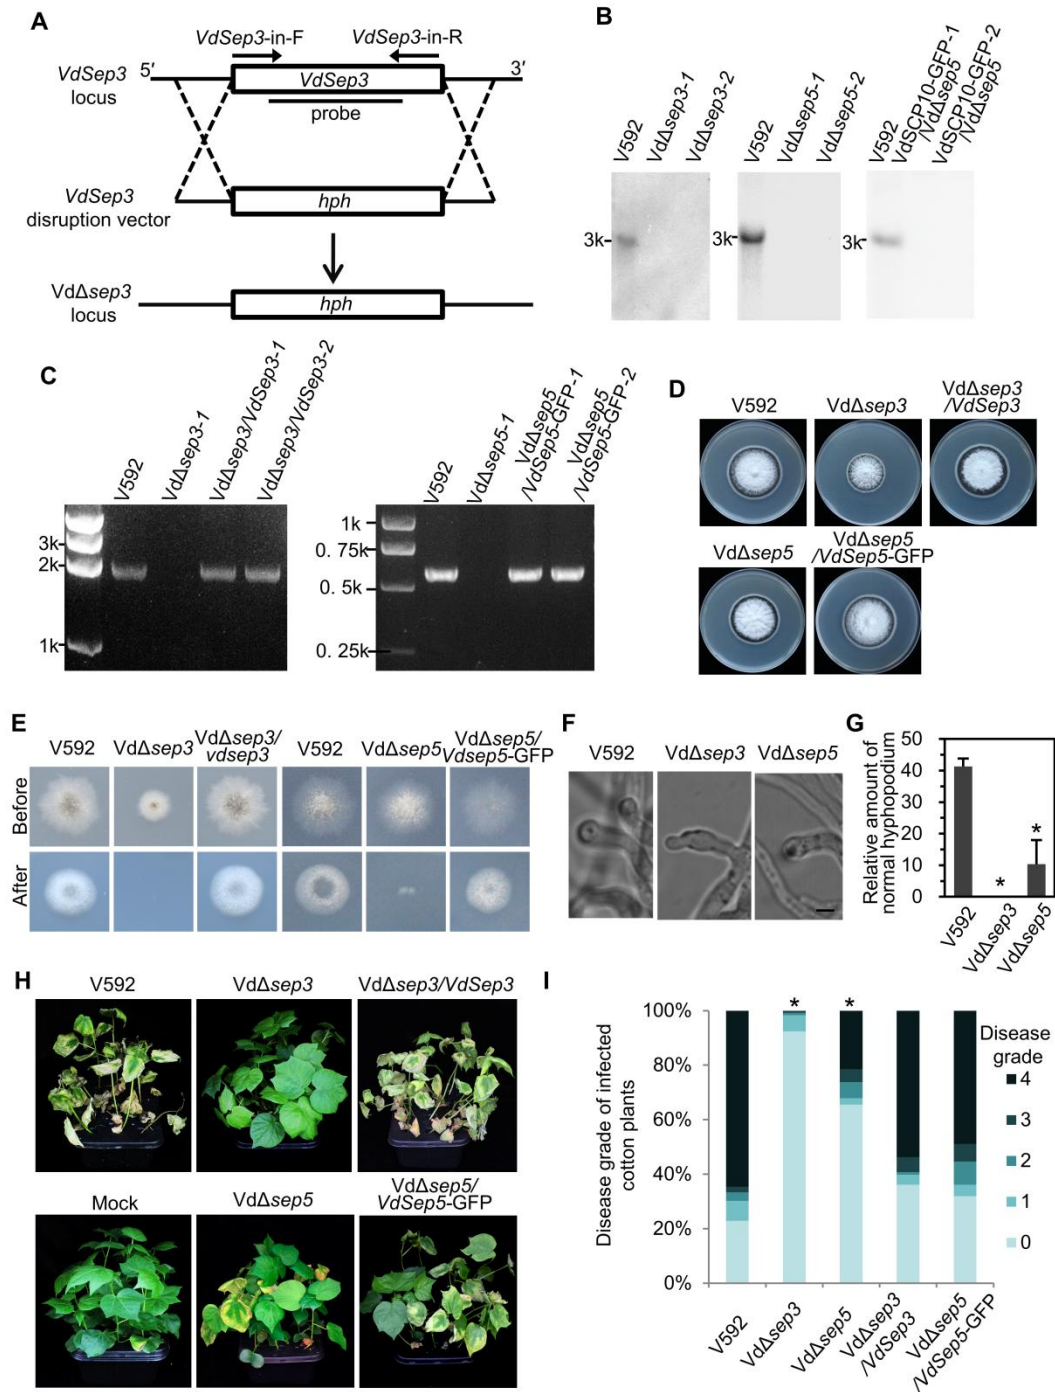 A
VdSep3-in-F
VdSep3-in-R
VdSep3
locus
5′
VdSep3
3′
probe
VdSep3
disruption vector
hph
VdΔsep3
locus
hph
B
V592
VdΔsep3-1
VdΔsep3-2
3k
V592
VdΔsep5-1
VdΔsep5-2
3k
V592
VdSCP10-GFP-1
/VdΔsep5
VdSCP10-GFP-2
/VdΔsep5
3k
C
V592
VdΔsep3-1
VdΔsep3/VdSep3-1
VdΔsep3/VdSep3-2
3k
2k
1k
V592
VdΔsep5-1
VdΔsep5
/VdSep5-GFP-1
VdΔsep5
/VdSep5-GFP-2
1k
0. 75k
0. 5k
0. 25k
D
V592
VdΔsep3
VdΔsep3
/VdSep3
VdΔsep5
VdΔsep5
/VdSep5-GFP
E
V592
VdΔsep3
VdΔsep3/
vdsep3
V592
VdΔsep5
VdΔsep5/
Vdsep5-GFP
Before
After
F
V592
VdΔsep3
VdΔsep5
G
Relative amount of
normal hyphopodium
50
40
30
20
10
0
*
*
V592
VdΔsep3
VdΔsep5
H
V592
VdΔsep3
VdΔsep3/VdSep3
Mock
VdΔsep5
VdΔsep5/
VdSep5-GFP
I
Disease grade of infected
cotton plants
100%
80%
60%
40%
20%
0%
*
*
V592
VdΔsep3
VdΔsep5
VdΔsep3
/VdSep3
VdΔsep5
/VdSep5-GFP
Disease
grade
4
3
2
1
0